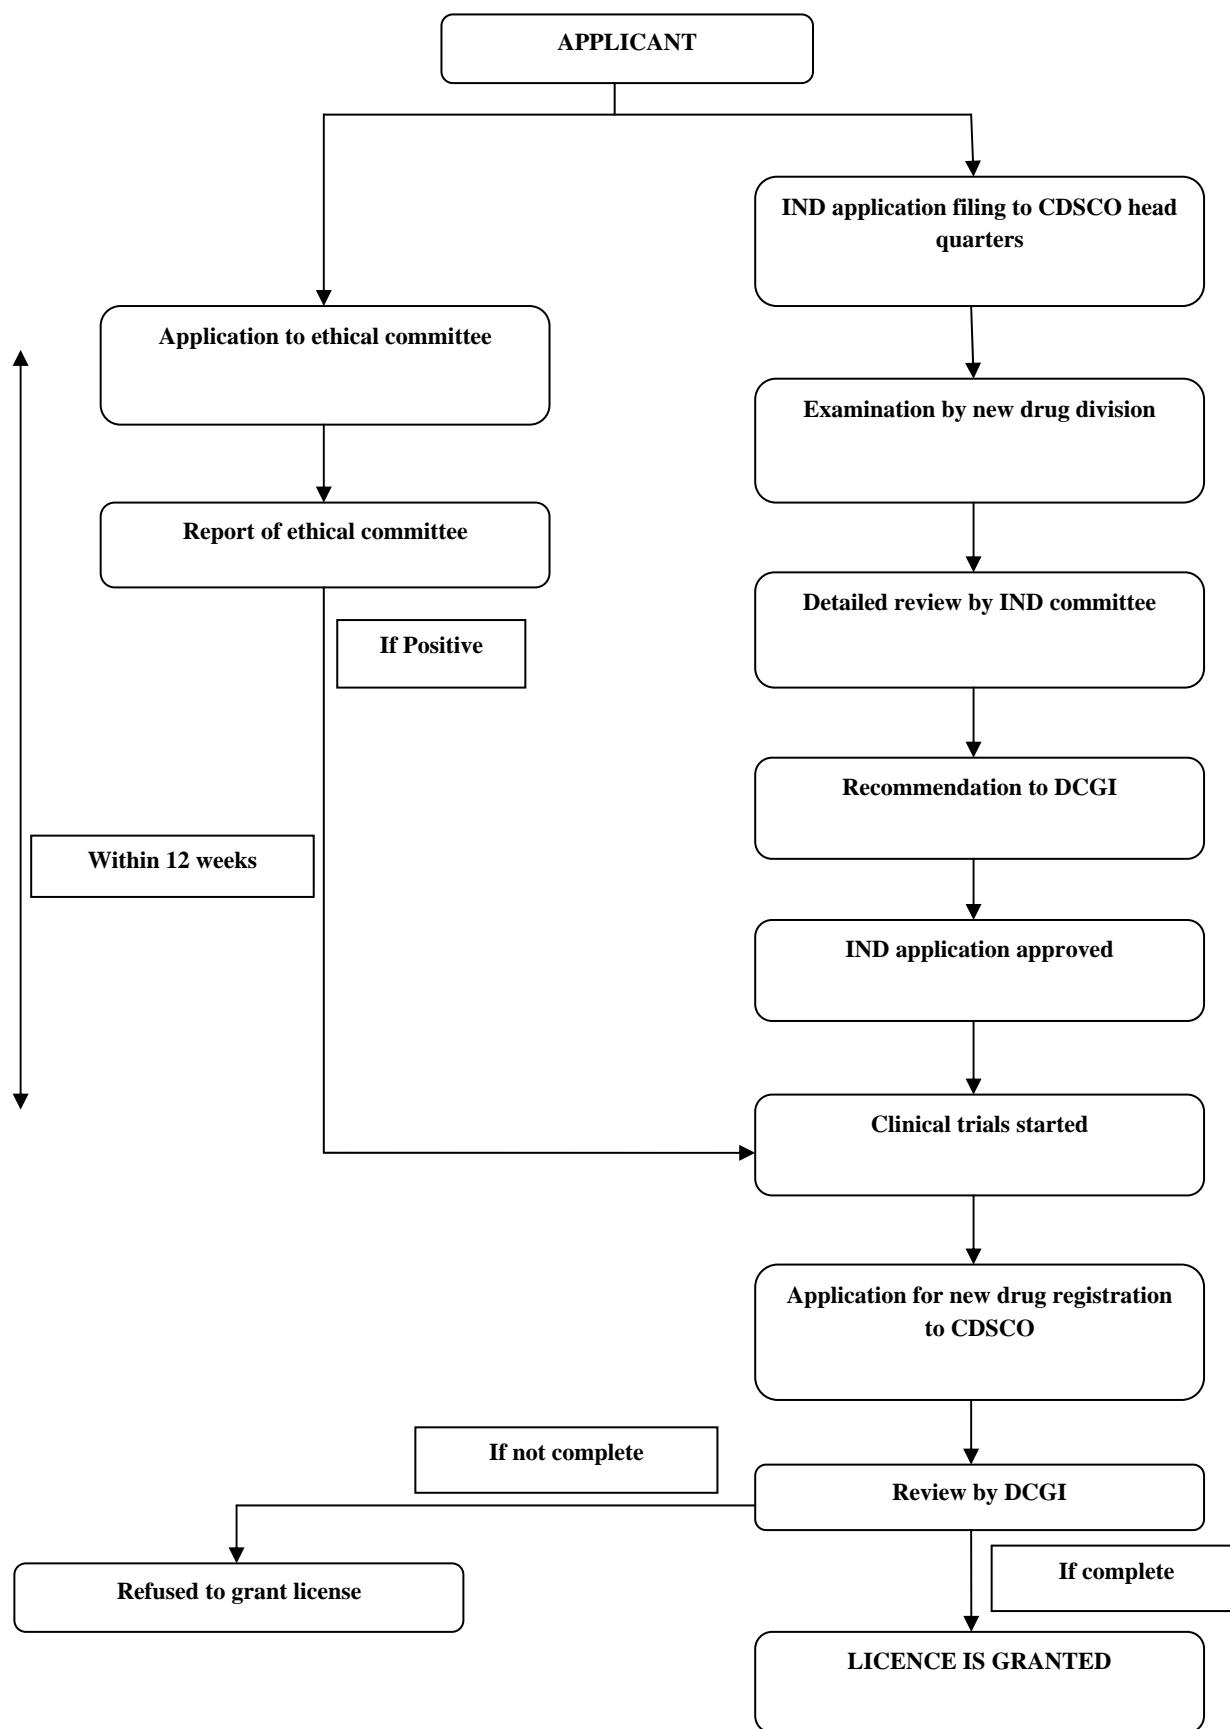 APPLICANT
IND application filing to CDSCO head
quarters
Application to ethical committee
Examination by new drug division
Report of ethical committee
Detailed review by IND committee
If Positive
Recommendation to DCGI
Within 12 weeks
IND application approved
Clinical trials started
Application for new drug registration
to CDSCO
If not complete
Review by DCGI
If complete
Refused to grant license
LICENCE IS GRANTED